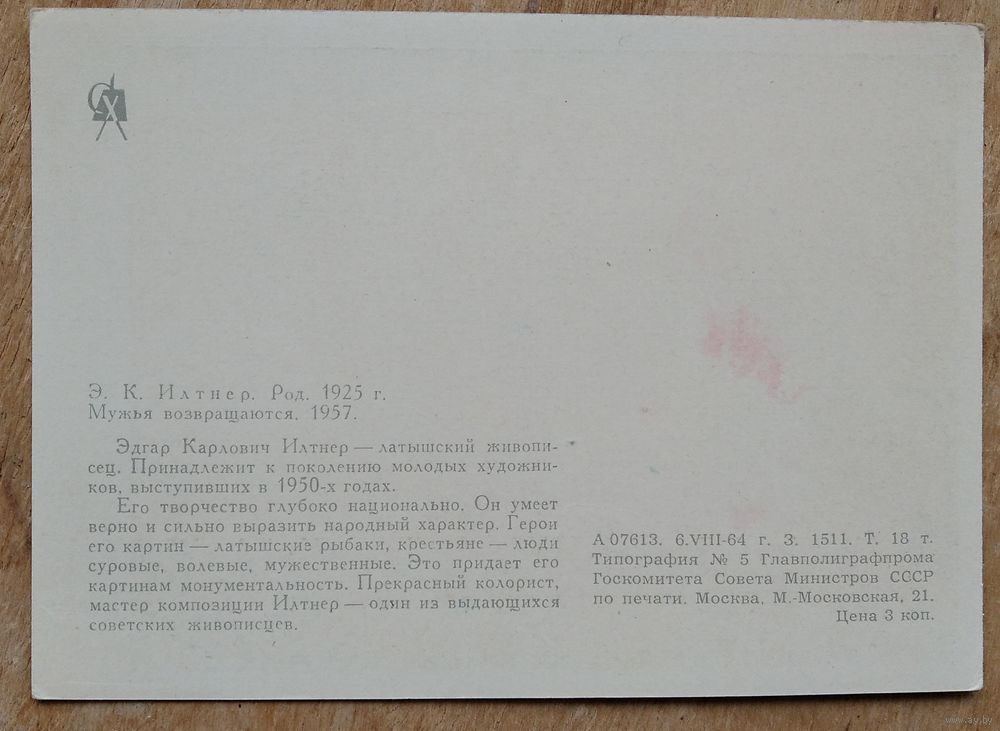 Э. К. Илтнер. Род. 1925 г.
Мужья возвращаются. 1957.
Эдгар Карлович Илтнер — латышский живопи-
сец. Принадлежит к поколению молодых художни-
ков, выступивших в 1950-х годах.
Его творчество глубоко национально. Он умеет
верно и сильно выразить народный характер. Герои
его картин — латышские рыбаки, крестьяне — люди
суровые, волевые, мужественные. Это придает его
картинам монументальность. Прекрасный колорист,
мастер композиции Илтнер — один из выдающихся
советских живописцев.
А 07613. 6.VIII-64 г. З. 1511. Т. 18 т.
Типография № 5 Главполиграфпрома
Госкомитета Совета Министров СССР
по печати. Москва, М.-Московская, 21.
Цена 3 коп.
www.ay.by